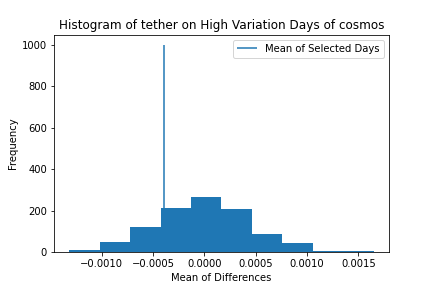 Histogram of tether on High Variation Days of cosmos
Mean of Selected Days
1000
800
600
400
200
0
Frequency
−0.0010 −0.0005 0.0000 0.0005 0.0010 0.0015
Mean of Differences